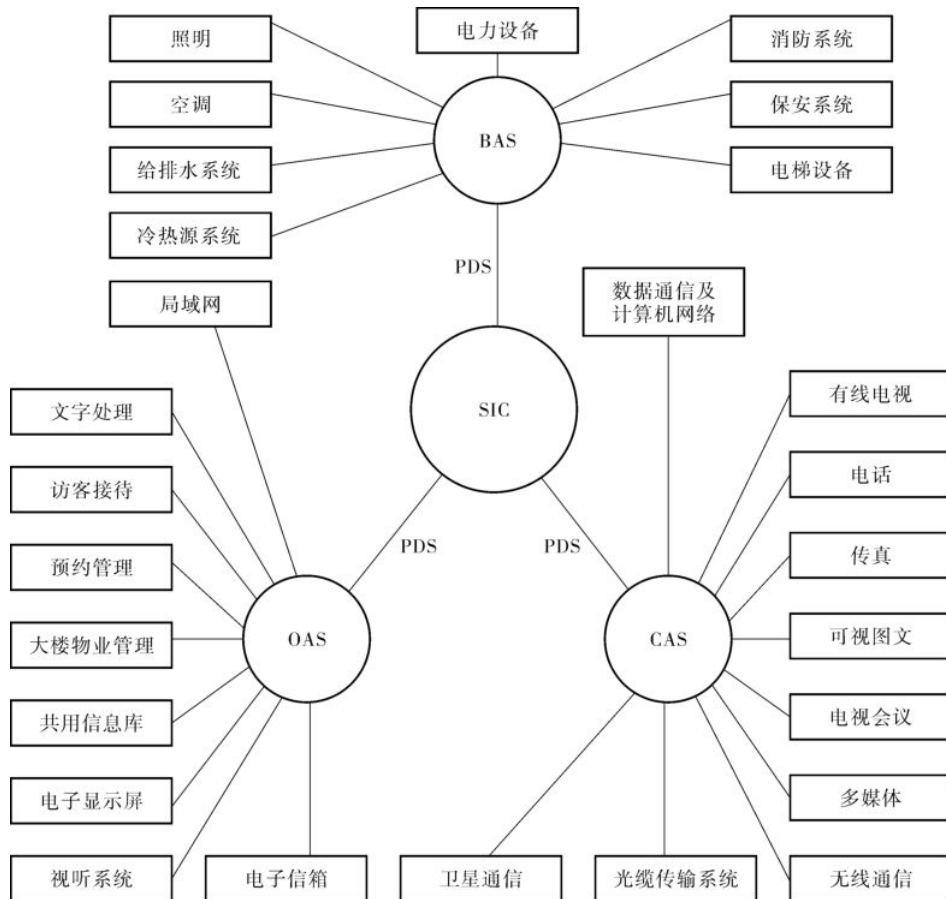 照明
电力设备
消防系统
空调
BAS
保安系统
给排水系统
电梯设备
冷热源系统
PDS
局域网
数据通信及
计算机网络
SIC
文字处理
有线电视
访客接待
电话
PDS
PDS
预约管理
传真
大楼物业管理
OAS
CAS
可视图文
共用信息库
电视会议
电子显示屏
多媒体
视听系统
电子信箱
卫星通信
光缆传输系统
无线通信